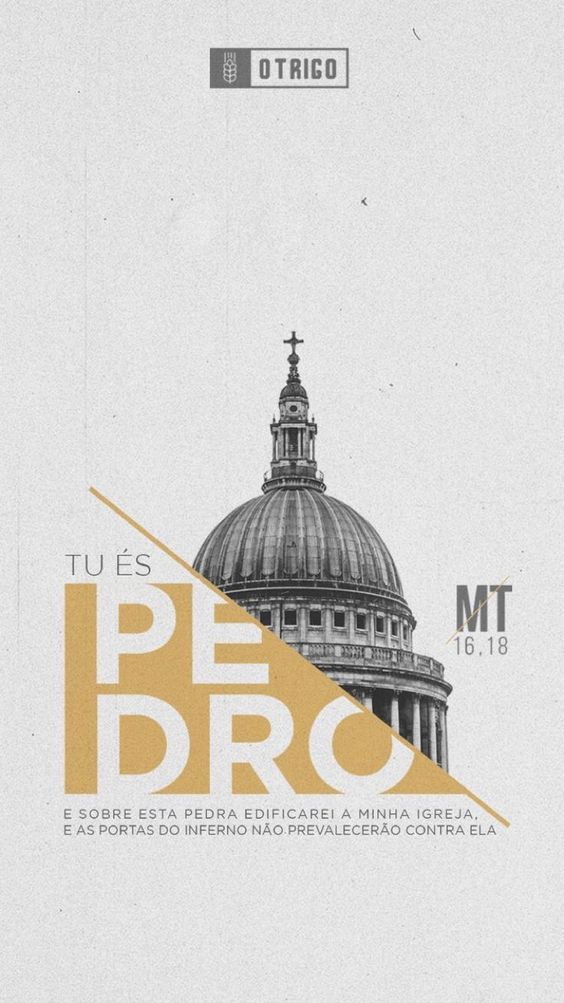 O TRIGO
TU ÉS
PE
DRO
MT
16,18
E SOBRE ESTA PEDRA EDIFICAREI A MINHA IGREJA,
E AS PORTAS DO INFERNO NÃO PREVALECERÃO CONTRA ELA